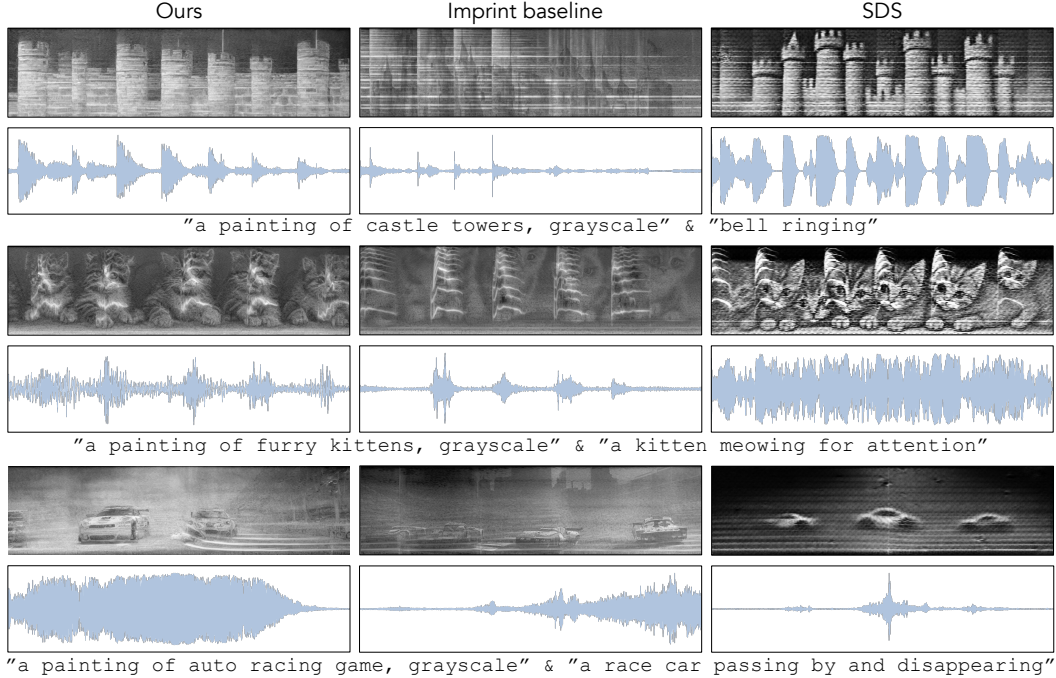 Ours Imprint baseline SDS
"a painting of castle towers, grayscale" & "bell ringing"
"a painting of furry kittens, grayscale" & "a kitten meowing for attention"
"a painting of auto racing game, grayscale" & "a race car passing by and disappearing"